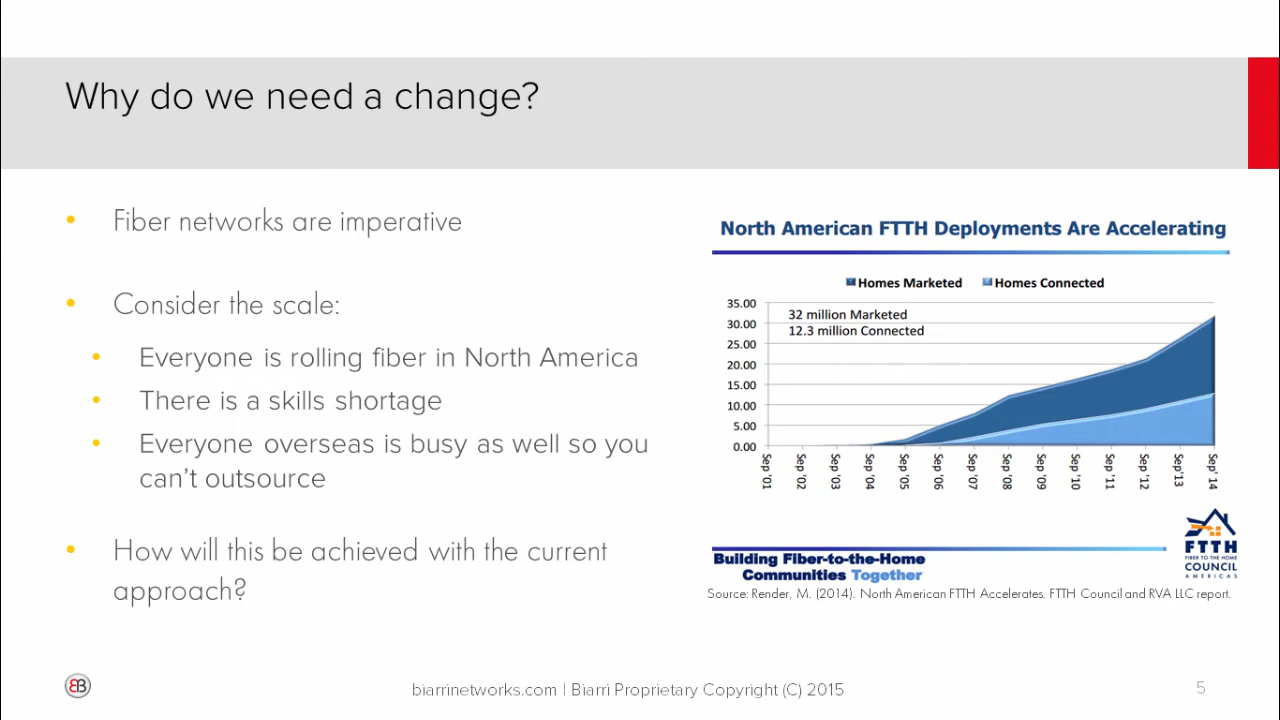 Why do we need a change?
• Fiber networks are imperative
• Consider the scale:
• Everyone is rolling fiber in North America
• There is a skills shortage
• Everyone overseas is busy as well so you
can't outsource
• How will this be achieved with the current
approach?
North American FTTH Deployments Are Accelerating
Homes Marketed Homes Connected
32 million Marketed
12.3 million Connected
35.00
30.00
25.00
20.00
15.00
10.00
5.00
0.00
Sep '01
Sep '02
Sep '03
Sep '04
Sep '05
Sep '06
Sep '07
Sep '08
Sep '09
Sep '10
Sep '11
Sep '12
Sep'13
Sep' 14
Building Fiber-to-the-Home
Communities Together
FTTH
FIBER TO THE HOME
COUNCIL
AMERICAS
Source: Render, M. (2014). North American FTTH Accelerates. FTTH Council and RVA LLC report.
biarrinetworks.com | Biarri Proprietary Copyright (C) 2015
5